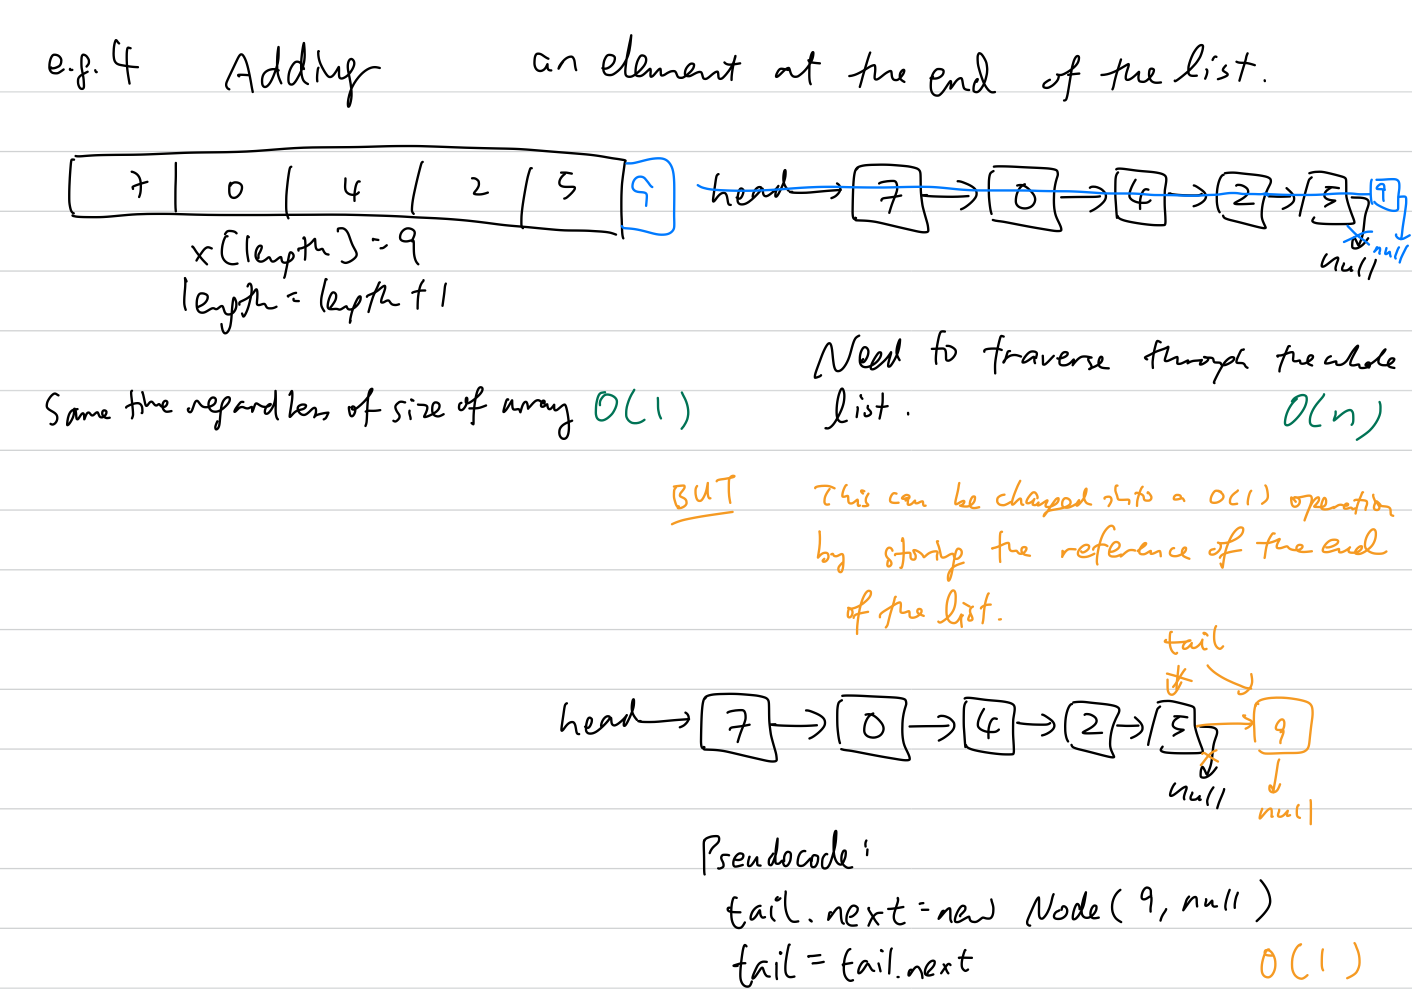 e.g. 4 Adding an element at the end of the list.
7 0 4 2 5 9
head 7 0 4 2 5 9
null null
x[length] = 9
length = length + 1
Need to traverse through the whole
list. O(n)
Same time regardless of size of array O(1)
BUT This can be changed into a O(1) operation
by storing the reference of the end
of the list.
tail
head 7 0 4 2 5 9
null null
Pseudocode:
tail.next = new Node(9, null)
tail = tail.next O(1)